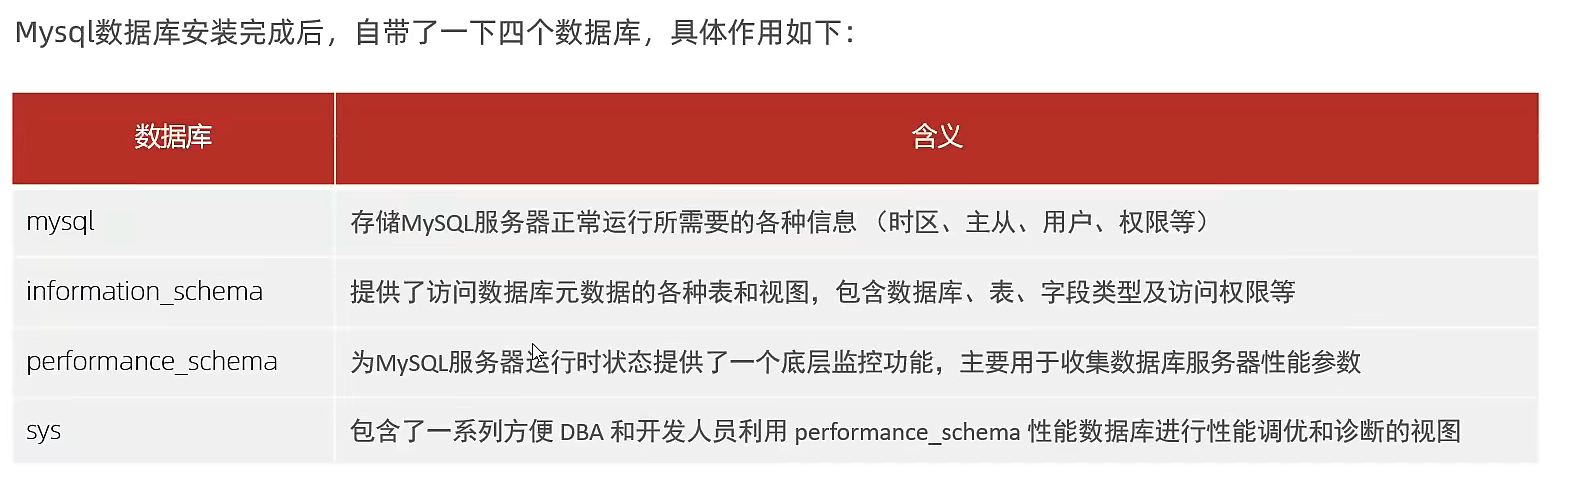 Mysql数据库安装完成后，自带了一下四个数据库，具体作用如下：
数据库 含义
mysql 存储MySQL服务器正常运行所需要的各种信息 （时区、主从、用户、权限等）
information_schema 提供了访问数据库元数据的各种表和视图，包含数据库、表、字段类型及访问权限等
performance_schema 为MySQL服务器运行时状态提供了一个底层监控功能，主要用于收集数据库服务器性能参数
sys 包含了一系列方便 DBA 和开发人员利用 performance_schema 性能数据库进行性能调优和诊断的视图